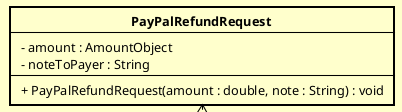 PayPalRefundRequest
- amount : AmountObject
- noteToPayer : String
+ PayPalRefundRequest(amount : double, note : String) : void